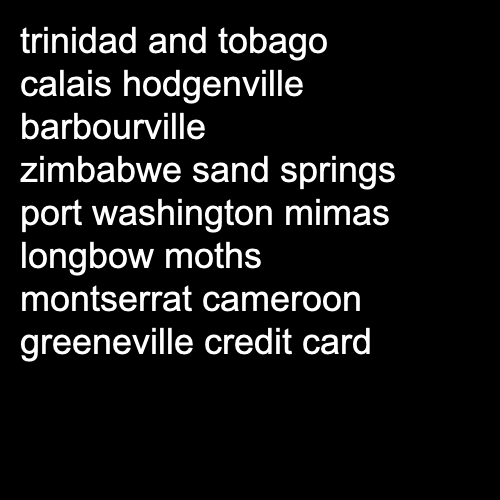 trinidad and tobago
calais hodgenville
barbourville
zimbabwe sand springs
port washington mimas
longbow moths
montserrat cameroon
greeneville credit card